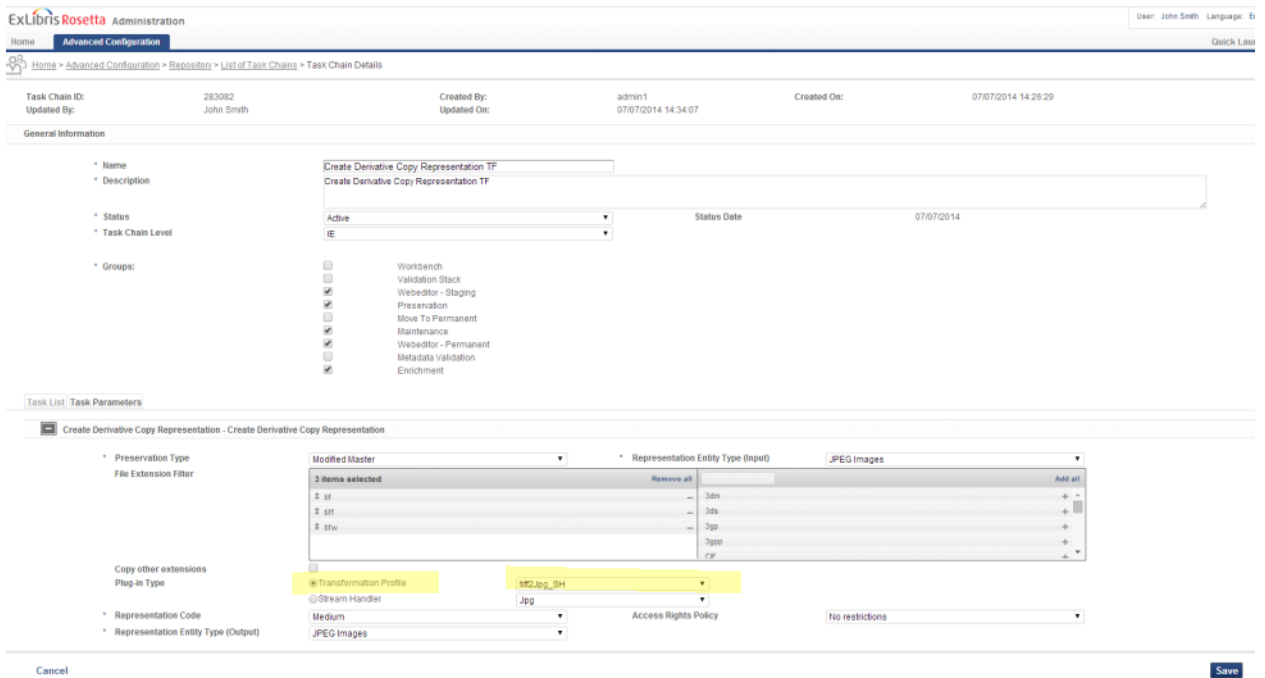 ExLibris Rosetta Administration
User: John Smith Language: En
Home Advanced Configuration Quick Laun
Home > Advanced Configuration > Repository > List of Task Chains > Task Chain Details
Task Chain ID: 283082 Created By: admin1 Created On: 07/07/2014 14:26:29
Updated By: John Smith Updated On: 07/07/2014 14:34:07
General Information
* Name Create Derivative Copy Representation TF
* Description Create Derivative Copy Representation TF
* Status Active Status Date 07/07/2014
* Task Chain Level IE
* Groups: Workbench
Validation Stack
Webeditor - Staging
Preservation
Move To Permanent
Maintenance
Webeditor - Permanent
Metadata Validation
Enrichment
Task List Task Parameters
Create Derivative Copy Representation - Create Derivative Copy Representation
* Preservation Type Modified Master * Representation Entity Type (Input) JPEG Images
File Extension Filter
3 items selected Remove all Add all
sf – 3dm +
sff – 3ds +
sfw – 3gp +
3gpp +
CIF +
Copy other extensions
Plug-in Type Transformation Profile tiff2Jpg_SH
Stream Handler Jpg
* Representation Code Medium Access Rights Policy No restrictions
* Representation Entity Type (Output) JPEG Images
Cancel Save